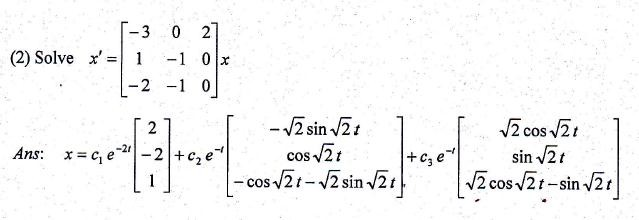 (2) Solve x' = [-3 0 2; 1 -1 0; -2 -1 0] x
Ans: x = c₁ e^{-2t} [2; -2; 1] + c₂ e^{-t} [-√2 sin √2 t; cos √2 t; -cos √2 t - √2 sin √2 t] + c₃ e^{-t} [√2 cos √2 t; sin √2 t; √2 cos √2 t - sin √2 t]